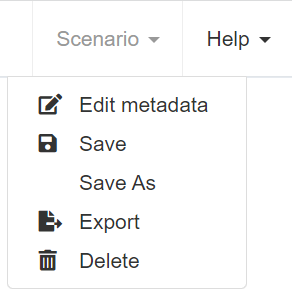 Scenario Help
Edit metadata
Save
Save As
Export
Delete